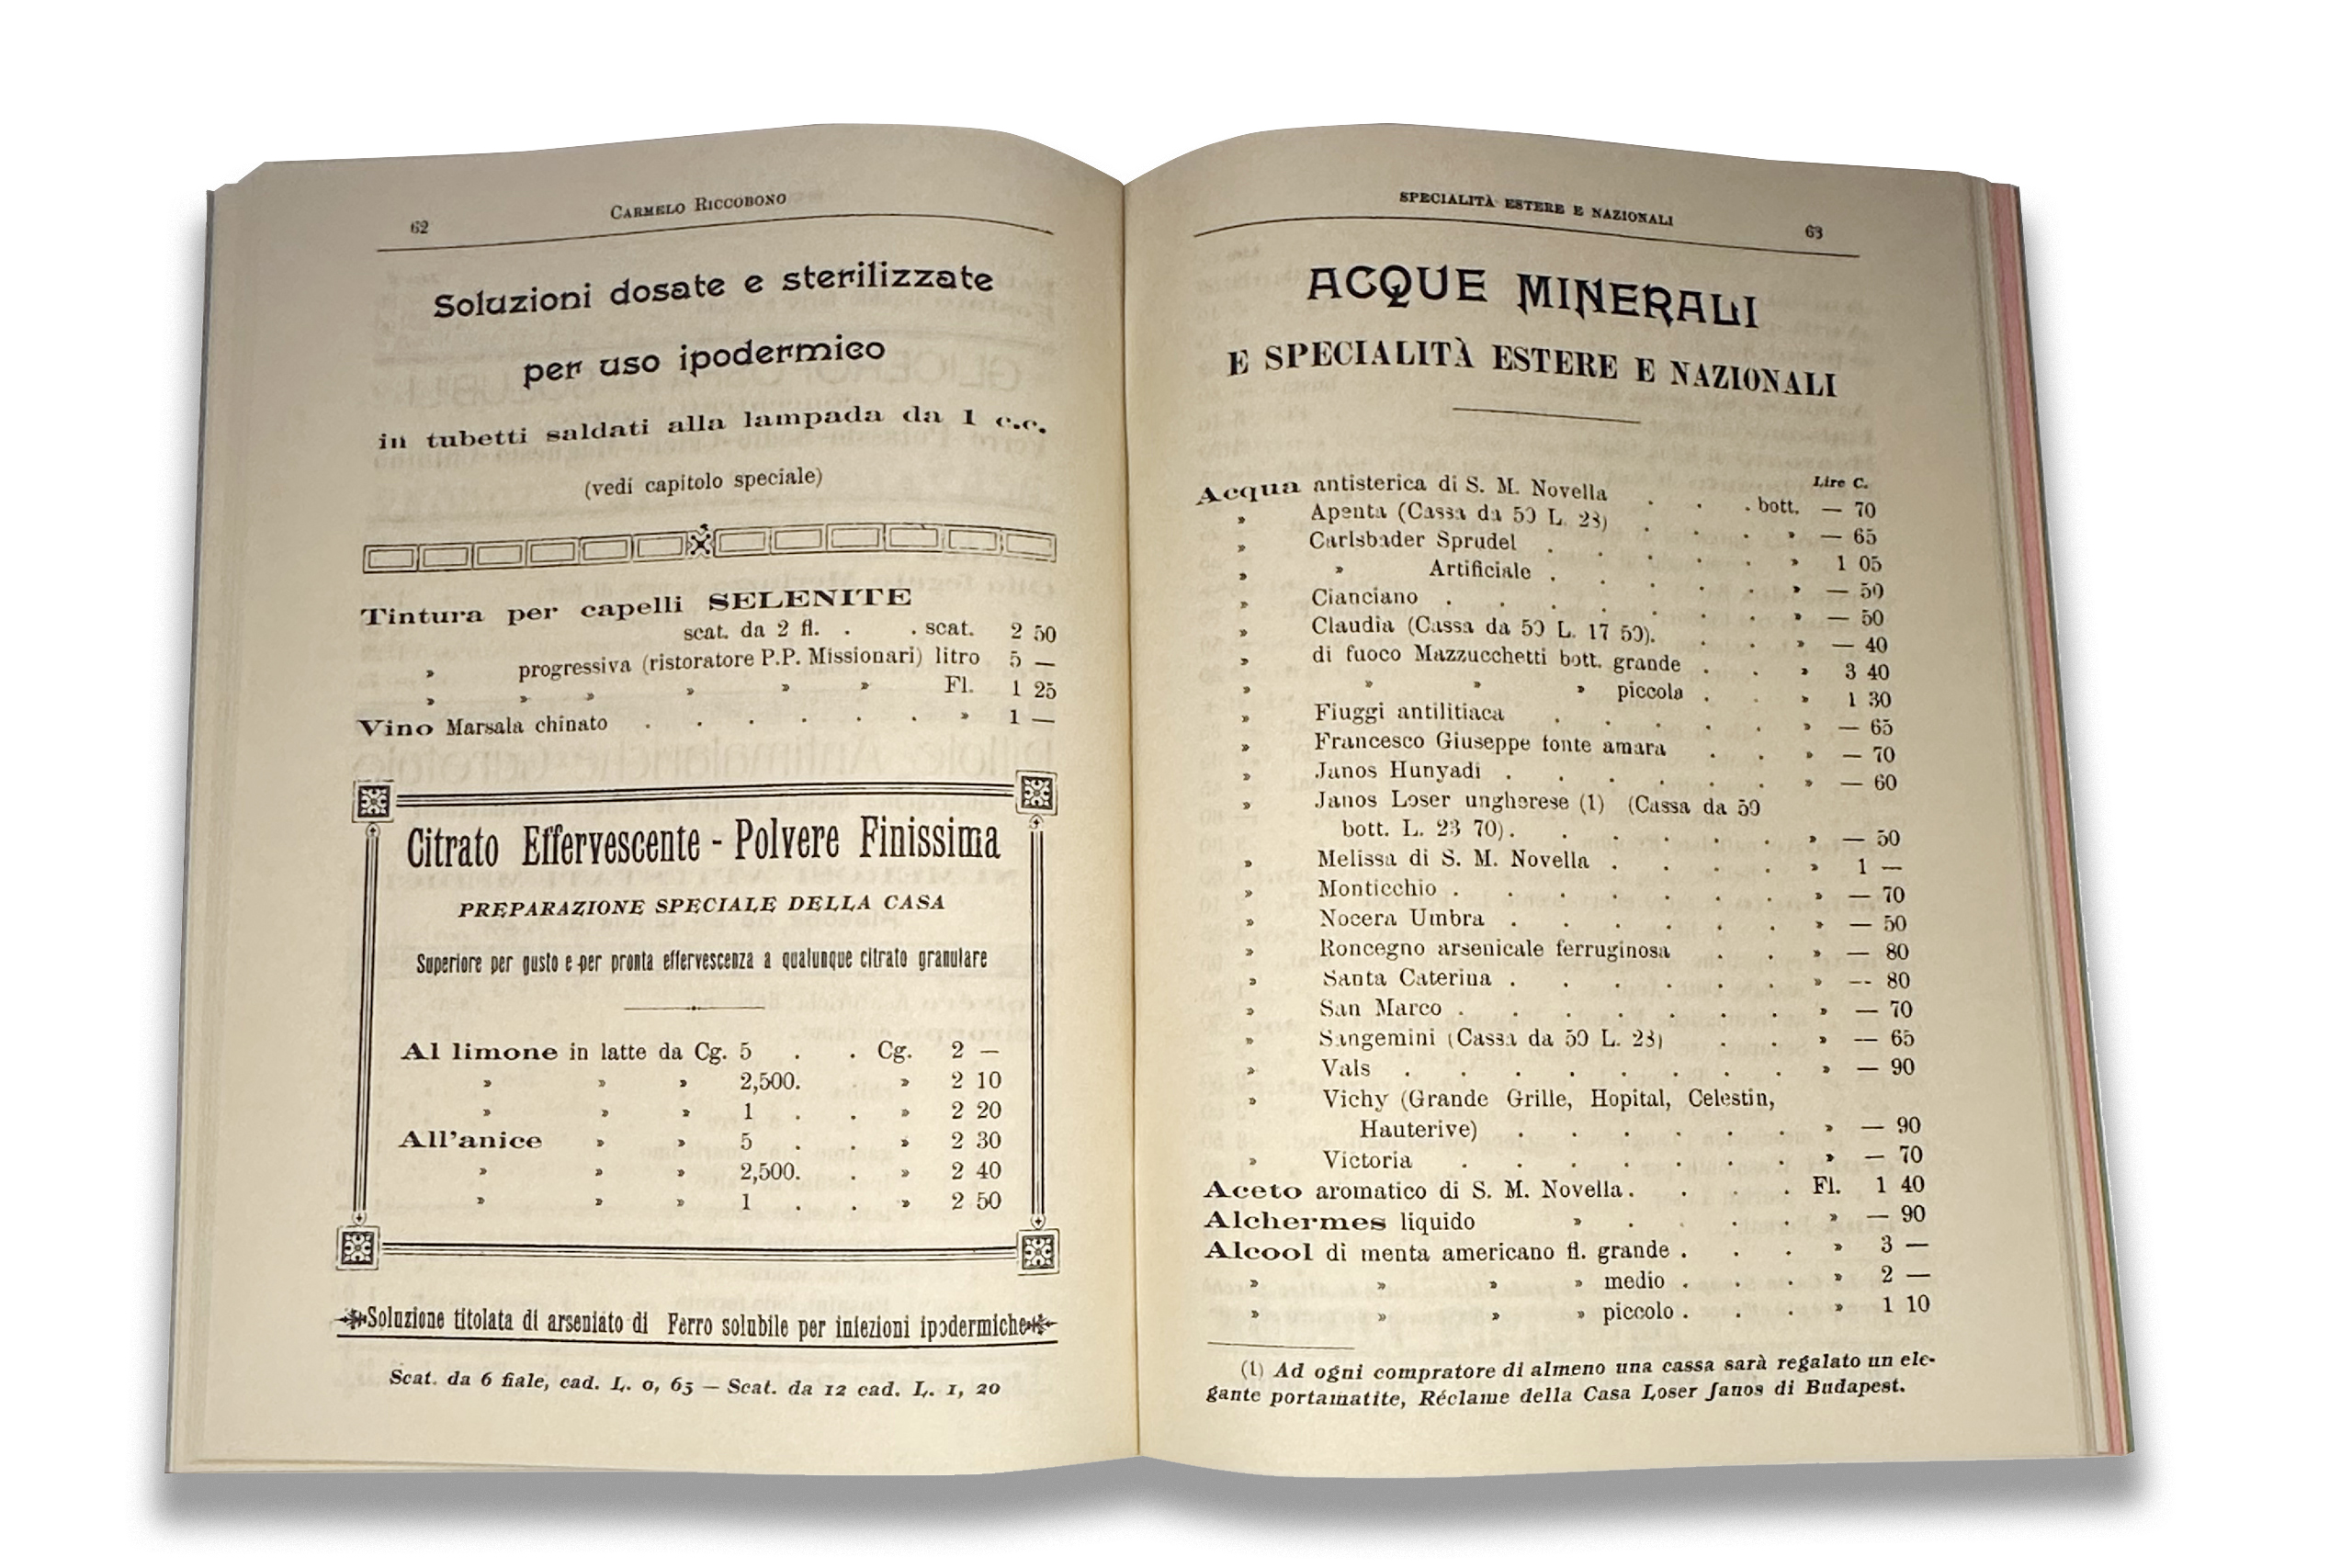 62
CARMELO RICCOBONO
Soluzioni dosate e sterilizzate
per uso ipodermico
in tubetti saldati alla lampada da 1 c.c.
(vedi capitolo speciale)
Tintura per capelli SELENITE
scat. da 2 fl. . . scat. 2 50
» progressiva (ristoratore P.P. Missionari) litro 5 —
» » » » » » Fl. 1 25
Vino Marsala chinato . . . . . . » 1 —
Citrato Effervescente - Polvere Finissima
PREPARAZIONE SPECIALE DELLA CASA
Superiore per gusto e per pronta effervescenza a qualunque citrato granulare
Al limone in latte da Cg. 5 . . Cg. 2 —
» » » 2,500. . » 2 10
» » » 1 . . » 2 20
All'anice » » 5 . . » 2 30
» » » 2,500. . » 2 40
» » » 1 . . » 2 50
Soluzione titolata di arseniato di Ferro solubile per iniezioni ipodermiche
Scat. da 6 fiale, cad. L. 0, 65 — Scat. da 12 cad. L. 1, 20
SPECIALITÀ ESTERE E NAZIONALI
63
ACQUE MINERALI
E SPECIALITÀ ESTERE E NAZIONALI
Lire C.
Acqua antisterica di S. M. Novella . . . bott. — 70
» Apenta (Cassa da 50 L. 23) . . . » — 65
» Carlsbader Sprudel . . . . . » 1 05
» » Artificiale . . . . . » — 50
» Cianciano . . . . . . . » — 50
» Claudia (Cassa da 50 L. 17 50). . . » — 40
» di fuoco Mazzucchetti bott. grande . . » 3 40
» » » » piccola . . » 1 30
» Fiuggi antilitiaca . . . . . » — 65
» Francesco Giuseppe fonte amara . . » — 70
» Janos Hunyadi . . . . . . » — 60
» Janos Loser ungherese (1) (Cassa da 50
bott. L. 23 70). . . . . . » — 50
» Melissa di S. M. Novella . . . . » 1 —
» Monticchio . . . . . . . » — 70
» Nocera Umbra . . . . . . » — 50
» Roncegno arsenicale ferruginosa . . » — 80
» Santa Caterina . . . . . . » -- 80
» San Marco . . . . . . . » — 70
» Sangemini (Cassa da 50 L. 23) . . » — 65
» Vals . . . . . . . . » — 90
» Vichy (Grande Grille, Hopital, Celestin,
Hauterive) . . . . . . » — 90
» Victoria . . . . . . . » — 70
Aceto aromatico di S. M. Novella. . . . Fl. 1 40
Alchermes liquido » . . . . » — 90
Alcool di menta americano fl. grande . . . » 3 —
» » » » medio . . . » 2 —
» » » » piccolo . . . » 1 10
(1) Ad ogni compratore di almeno una cassa sarà regalato un ele-
gante portamatite, Réclame della Casa Loser Janos di Budapest.